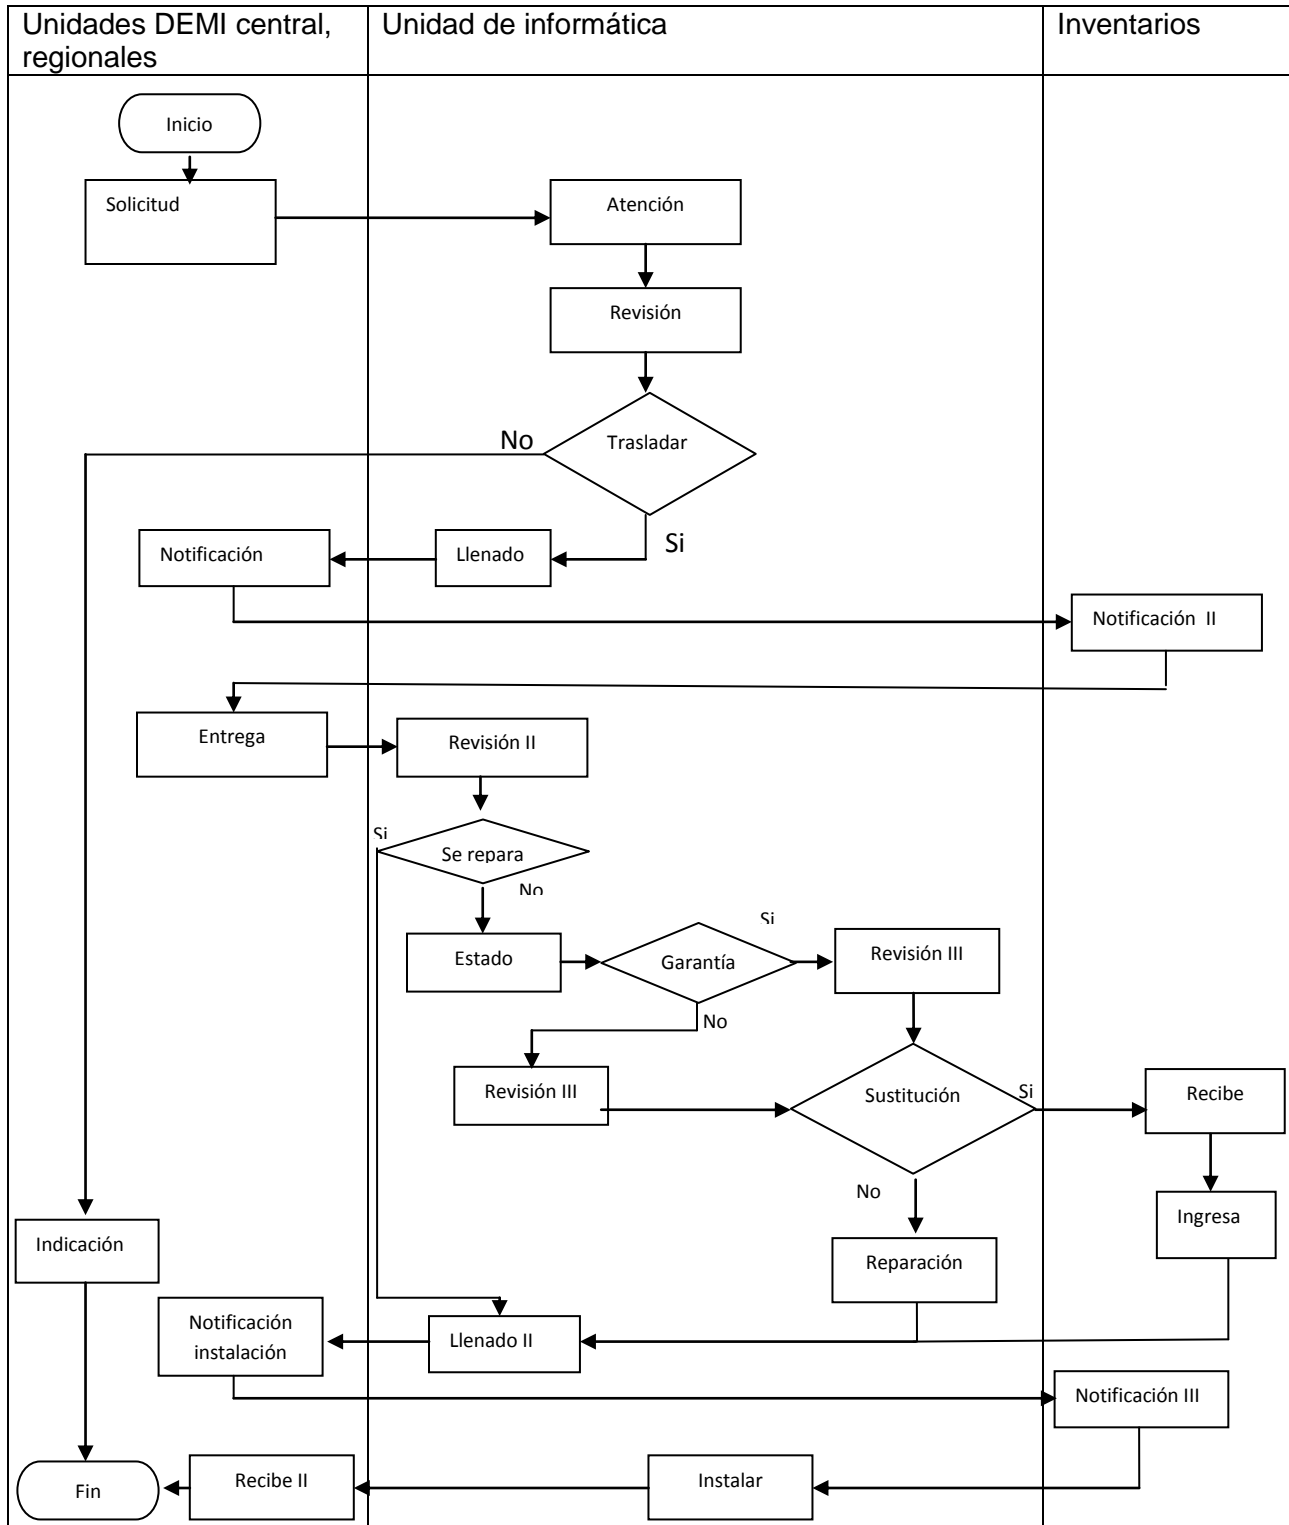 Unidades DEMI central,
regionales
Unidad de informática
Inventarios
Inicio
Solicitud
Atención
Revisión
No
Trasladar
Si
Notificación
Llenado
Notificación II
Entrega
Revisión II
Si
Se repara
No
Si
Estado
Garantía
Revisión III
No
Revisión III
Sustitución
Si
Recibe
No
Ingresa
Indicación
Reparación
Notificación
instalación
Llenado II
Notificación III
Fin
Recibe II
Instalar